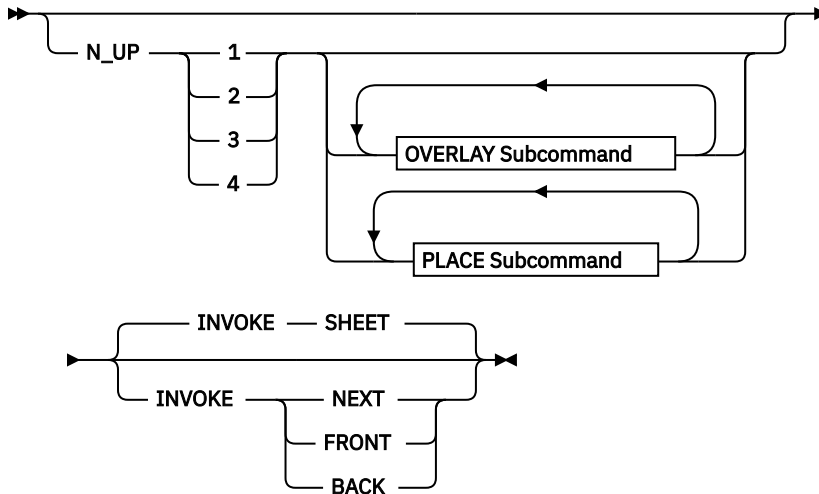 N_UP 1
2
3
4
OVERLAY Subcommand
PLACE Subcommand
INVOKE SHEET
INVOKE NEXT
FRONT
BACK